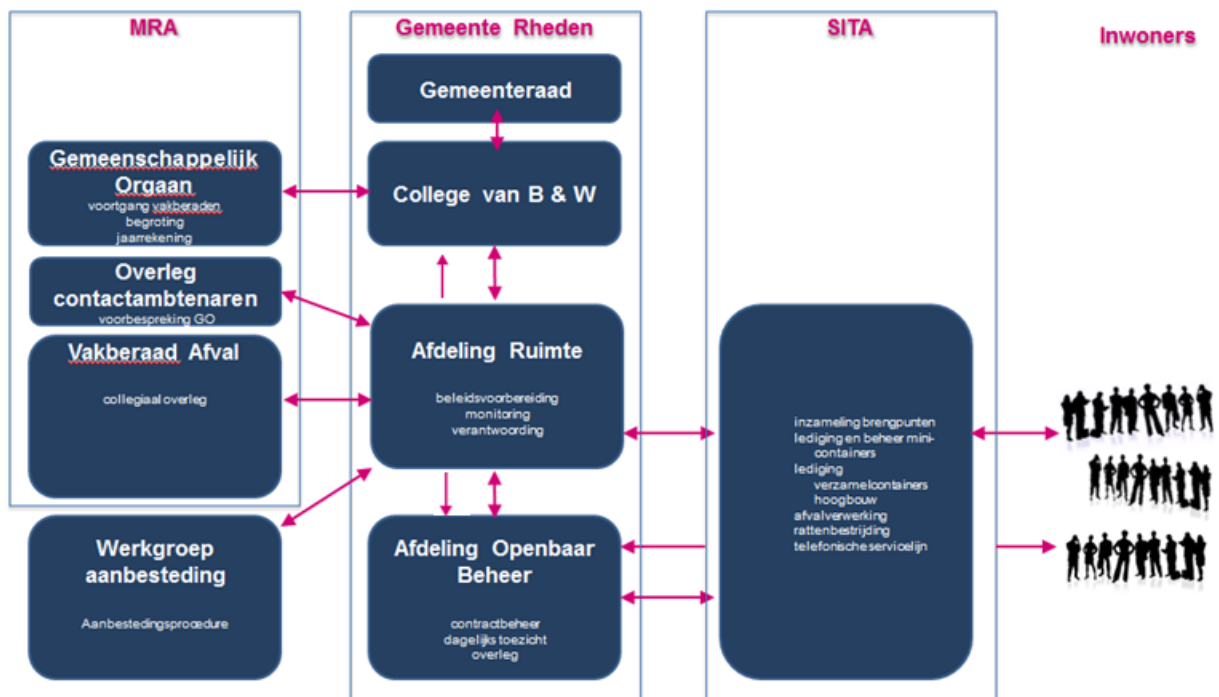 MRA
Gemeenschappelijk
Orgaan
voortgang vakberaden
begroting
jaarrekening
Overleg
contactambtenaren
voorbespreking GO
Vakberaad Afval
collegiaal overleg
Werkgroep
aanbesteding
Aanbestedingsprocedure
Gemeente Rheden
Gemeenteraad
College van B & W
Afdeling Ruimte
beleidsvoorbereiding
monitoring
verantwoording
Afdeling Openbaar
Beheer
contractbeheer
dagelijks toezicht
overleg
SITA
inzameling brengpunten
lediging en beheer mini-
containers
lediging
verzamelcontainers
hoogbouw
afvalverwerking
rattenbestrijding
telefonische servicelijn
Inwoners